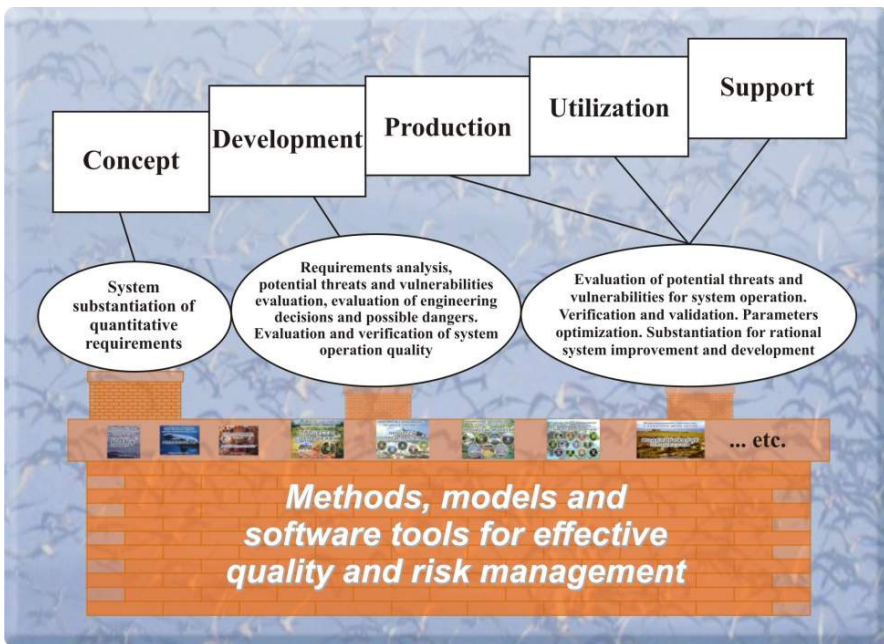 Concept
Development
Production
Utilization
Support
System
substantiation of
quantitative
requirements
Requirements analysis,
potential threats and vulnerabilities
evaluation, evaluation of engineering
decisions and possible dangers.
Evaluation and verification of system
operation quality
Evaluation of potential threats and
vulnerabilities for system operation.
Verification and validation. Parameters
optimization. Substantiation for rational
system improvement and development
... etc.
Methods, models and
software tools for effective
quality and risk management